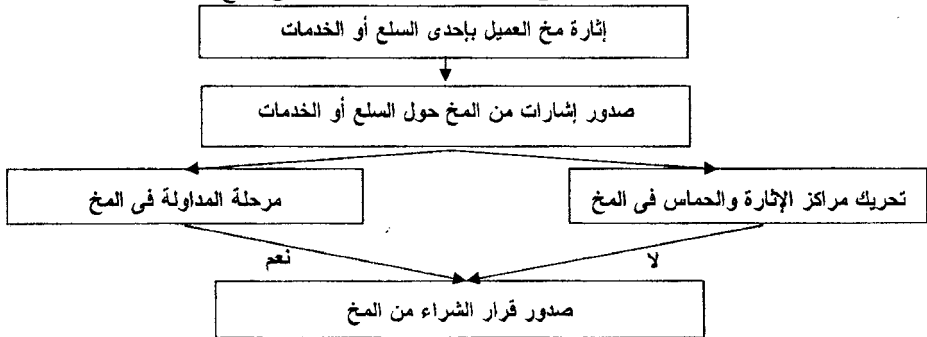 إثارة مخ العميل بإحدى السلع أو الخدمات
صدور إشارات من المخ حول السلع أو الخدمات
تحريك مراكز الإثارة والحماس فى المخ
مرحلة المداولة فى المخ
لا
نعم
صدور قرار الشراء من المخ